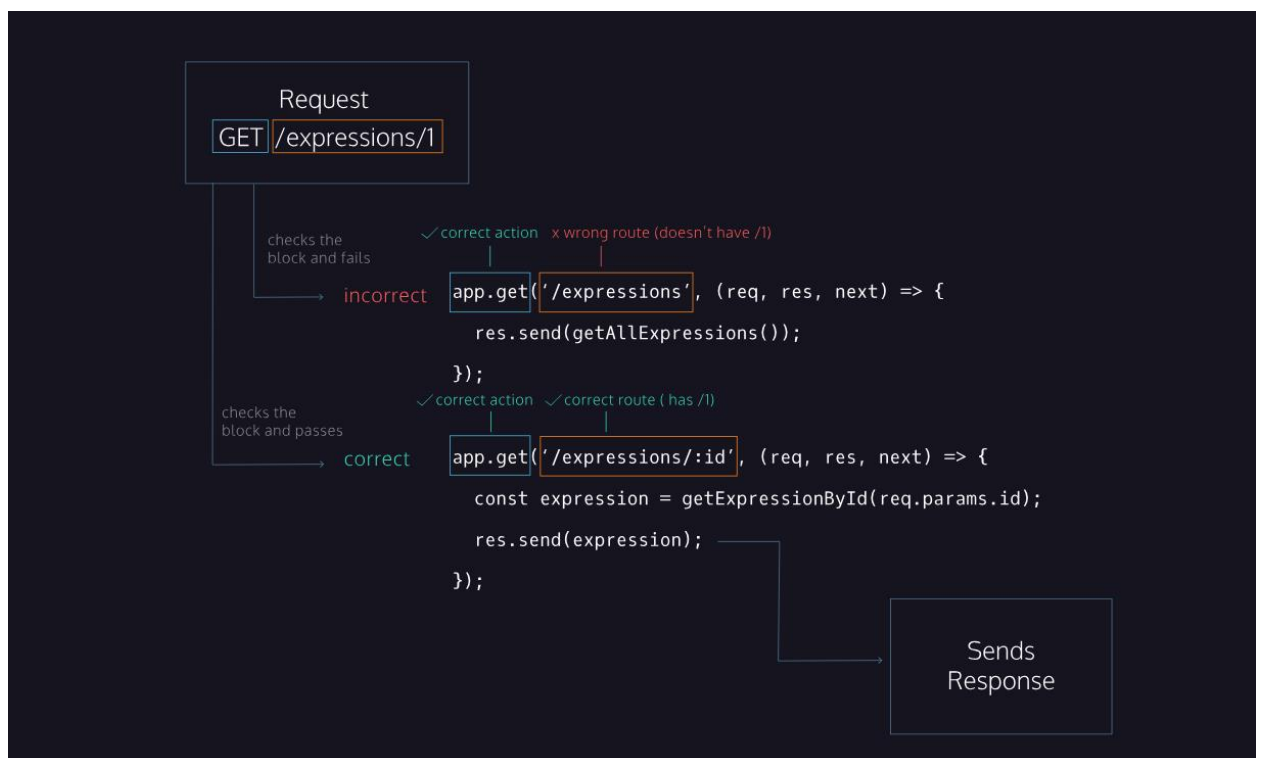 Request
GET /expressions/1
checks the
block and fails
✓ correct action x wrong route (doesn't have /1)
incorrect app.get(‘/expressions’, (req, res, next) => {
res.send(getAllExpressions());
});
✓ correct action ✓ correct route ( has /1)
checks the
block and passes
correct app.get(‘/expressions/:id’, (req, res, next) => {
const expression = getExpressionById(req.params.id);
res.send(expression);
});
Sends
Response